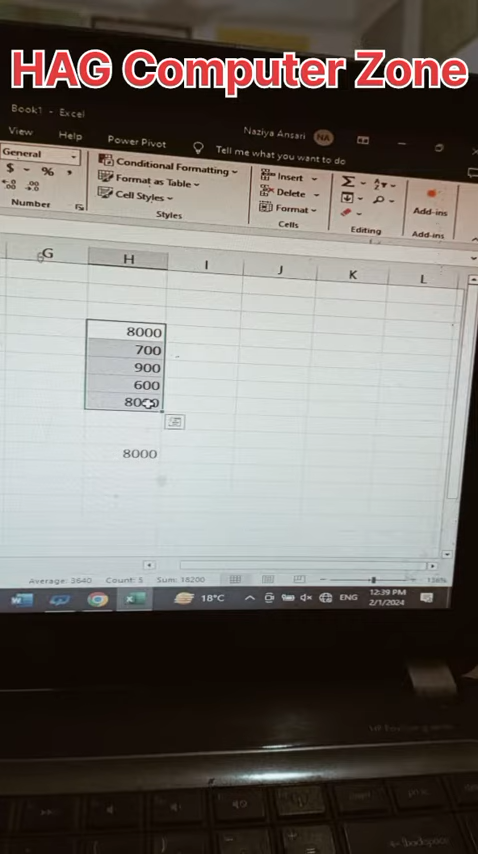 HAG Computer Zone
Book1 - Excel
Naziya Ansari NA
View Help Power Pivot Tell me what you want to do
General
$ % ,
Number
Conditional Formatting
Format as Table
Cell Styles
Styles
Insert
Delete
Format
Cells
Editing
Add-ins
Add-ins
G H I J K L
8000
700
900
600
8000
8000
Average: 3640 Count: 5 Sum: 18200
18°C ENG 12:39 PM
2/1/2024
backspace